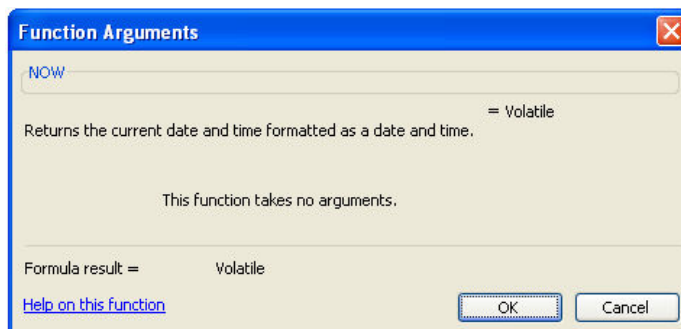 Function Arguments
NOW
= Volatile
Returns the current date and time formatted as a date and time.
This function takes no arguments.
Formula result = Volatile
Help on this function
OK Cancel